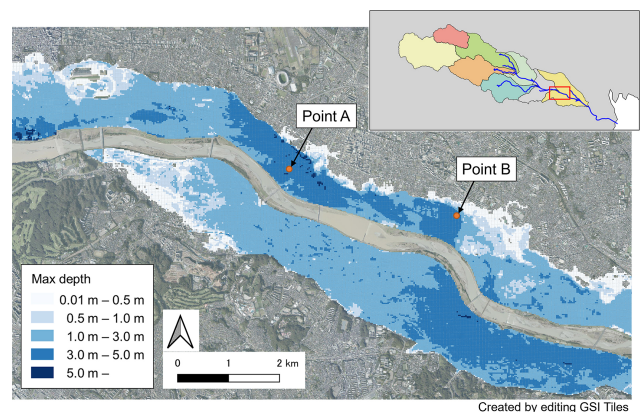 Point A
Point B
Max depth
0.01 m – 0.5 m
0.5 m – 1.0 m
1.0 m – 3.0 m
3.0 m – 5.0 m
5.0 m –
0 1 2 km
Created by editing GSI Tiles